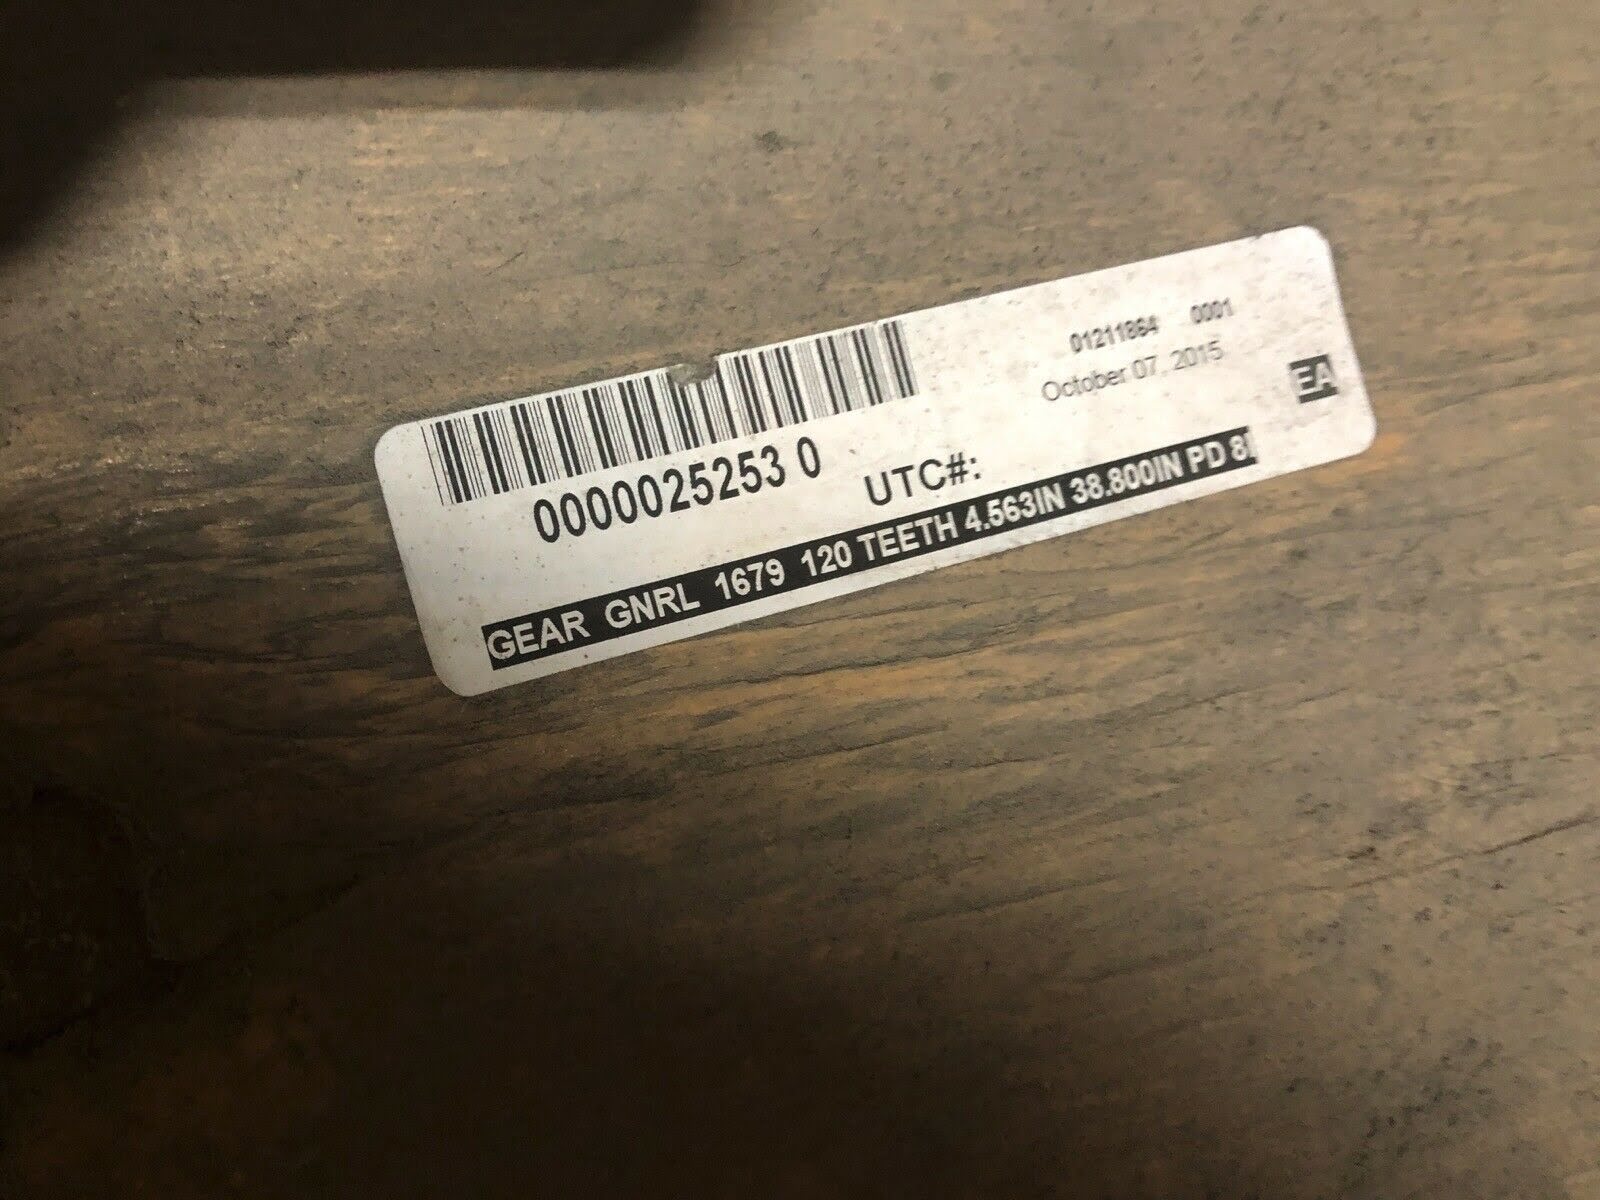 01211864 0001
October 07, 2015
0000025253 0
UTC#:
EA
GEAR GNRL 1679 120 TEETH 4.563IN 38.800IN PD 8I